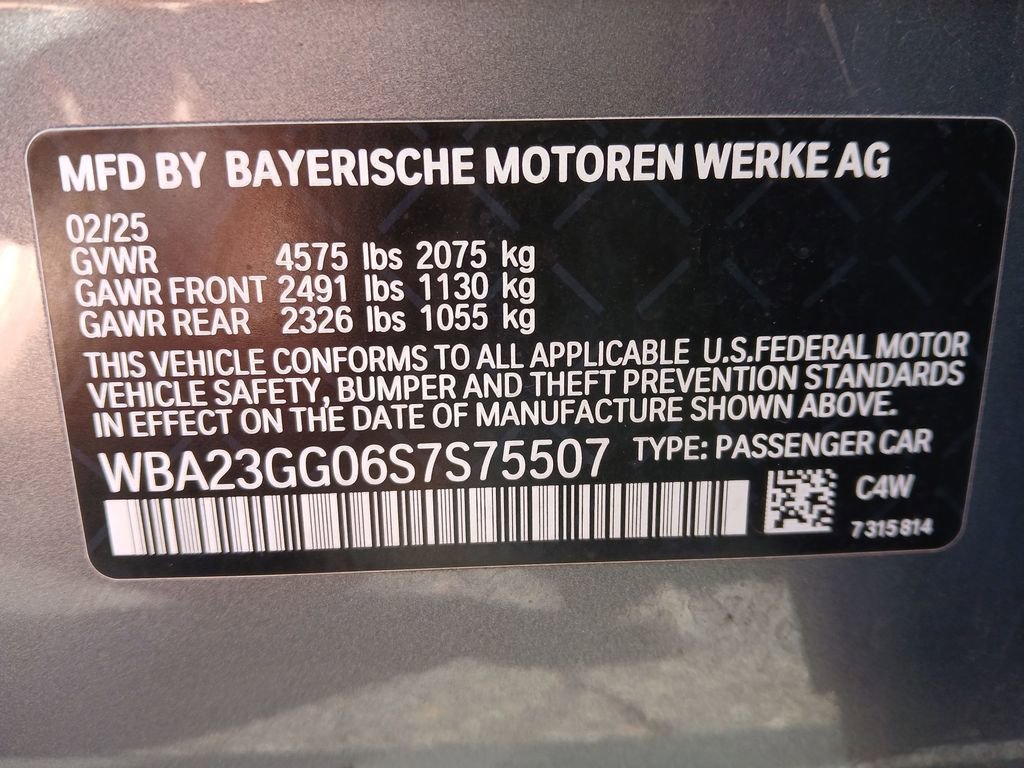 MFD BY BAYERISCHE MOTOREN WERKE AG
02/25
GVWR 4575 lbs 2075 kg
GAWR FRONT 2491 lbs 1130 kg
GAWR REAR 2326 lbs 1055 kg
THIS VEHICLE CONFORMS TO ALL APPLICABLE U.S.FEDERAL MOTOR
VEHICLE SAFETY, BUMPER AND THEFT PREVENTION STANDARDS
IN EFFECT ON THE DATE OF MANUFACTURE SHOWN ABOVE.
WBA23GG06S7S75507 TYPE: PASSENGER CAR
C4W
7315814